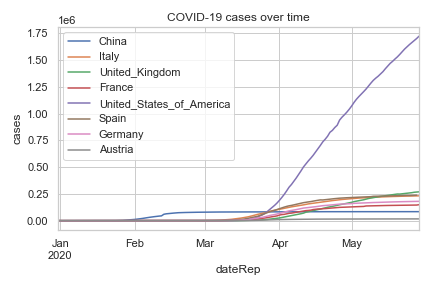 COVID-19 cases over time
1e6
1.75
1.50
1.25
1.00
0.75
0.50
0.25
0.00
cases
China
Italy
United_Kingdom
France
United_States_of_America
Spain
Germany
Austria
Jan
2020
Feb
Mar
Apr
May
dateRep